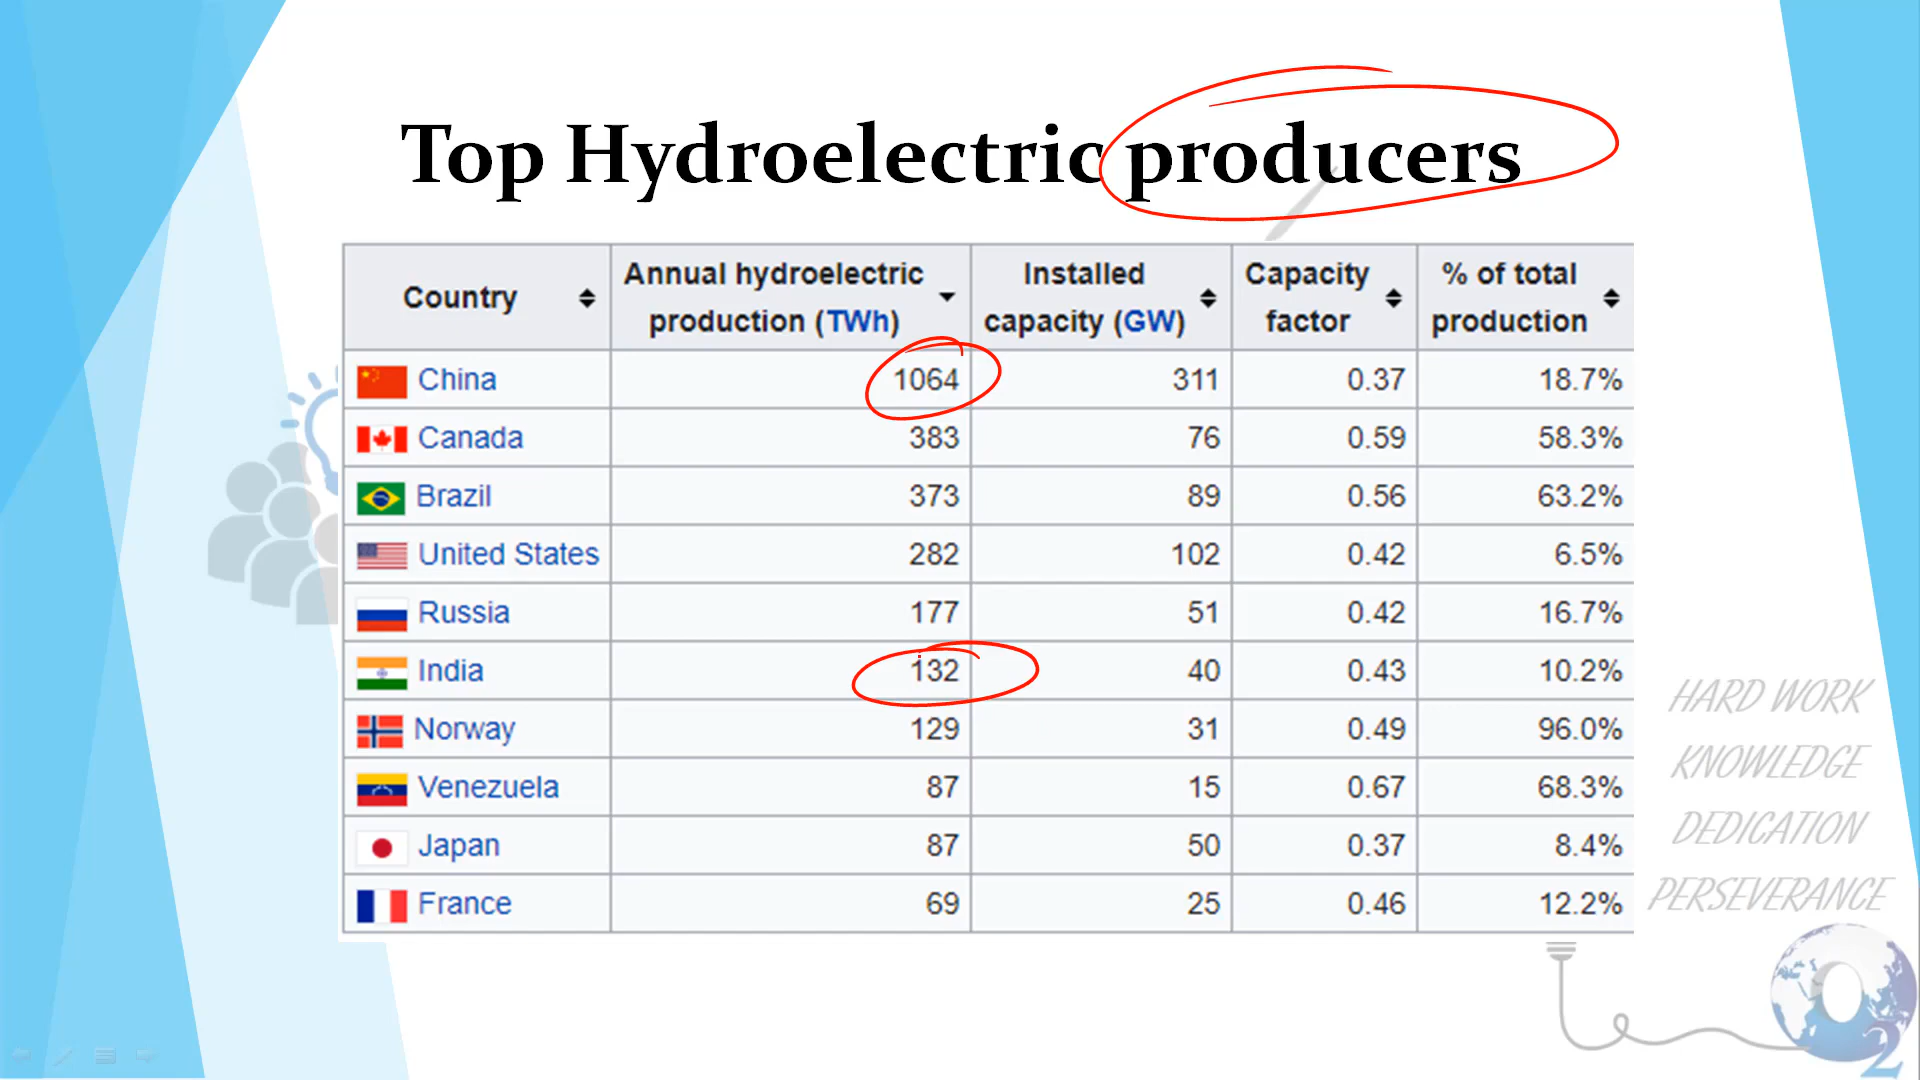 Top Hydroelectric producers
Country Annual hydroelectric production (TWh) Installed capacity (GW) Capacity factor % of total production
China 1064 311 0.37 18.7%
Canada 383 76 0.59 58.3%
Brazil 373 89 0.56 63.2%
United States 282 102 0.42 6.5%
Russia 177 51 0.42 16.7%
India 132 40 0.43 10.2%
Norway 129 31 0.49 96.0%
Venezuela 87 15 0.67 68.3%
Japan 87 50 0.37 8.4%
France 69 25 0.46 12.2%
HARD WORK
KNOWLEDGE
DEDICATION
PERSEVERANCE
O2